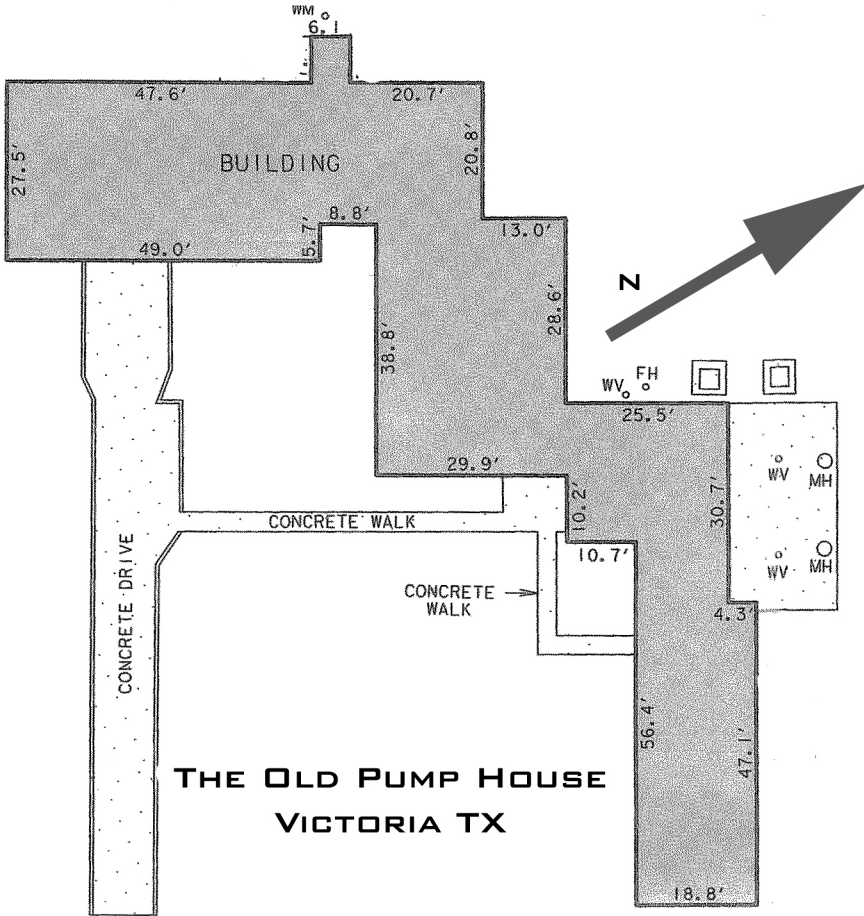 WM
6.1
47.6'
20.7'
27.5'
BUILDING
20.8'
8.8'
5.7'
49.0'
13.0'
N
38.8'
28.6'
FH
WV
25.5'
29.9'
10.2'
30.7'
WV
MH
CONCRETE WALK
10.7'
WV
MH
CONCRETE
WALK
CONCRETE DRIVE
4.3'
56.4'
47.1'
THE OLD PUMP HOUSE
VICTORIA TX
18.8'